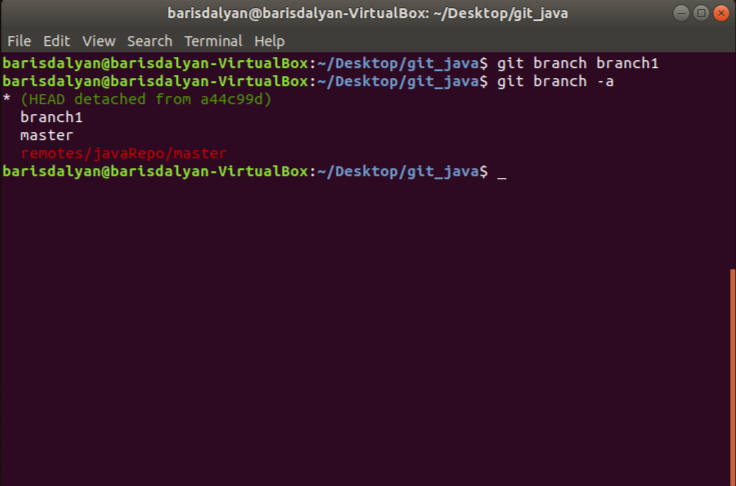 barisdalyan@barisdalyan-VirtualBox: ~/Desktop/git_java
File Edit View Search Terminal Help
barisdalyan@barisdalyan-VirtualBox:~/Desktop/git_java$ git branch branch1
barisdalyan@barisdalyan-VirtualBox:~/Desktop/git_java$ git branch -a
* (HEAD detached from a44c99d)
  branch1
  master
  remotes/javaRepo/master
barisdalyan@barisdalyan-VirtualBox:~/Desktop/git_java$ _